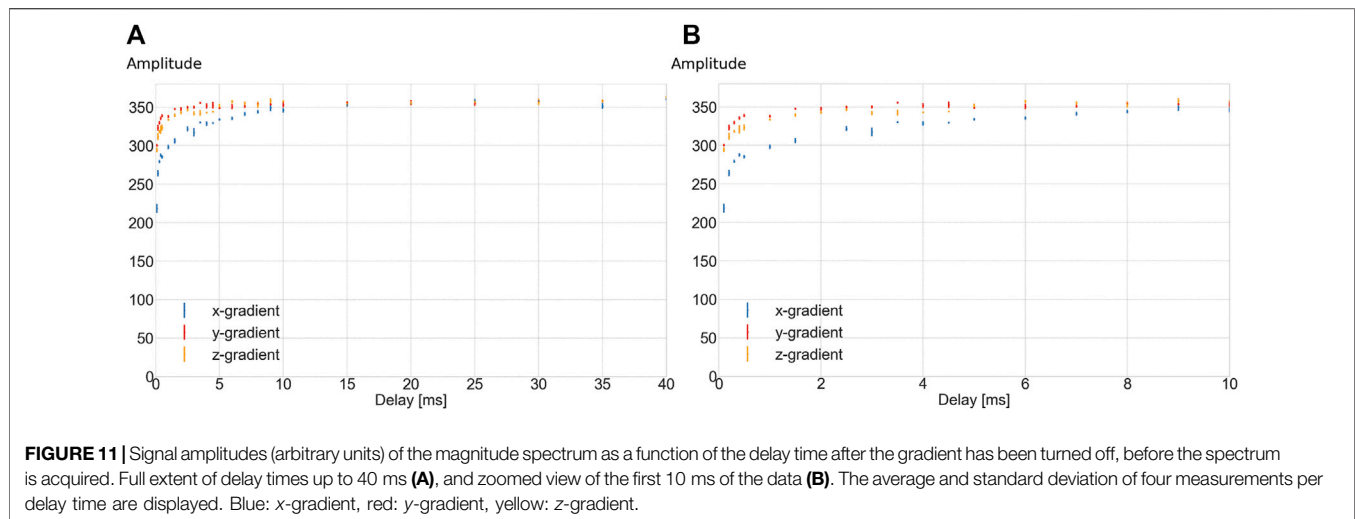 A
B
Amplitude
Amplitude
350
300
250
200
150
100
50
0
x-gradient
y-gradient
z-gradient
0 5 10 15 20 25 30 35 40
Delay [ms]
350
300
250
200
150
100
50
0
x-gradient
y-gradient
z-gradient
0 2 4 6 8 10
Delay [ms]
FIGURE 11 | Signal amplitudes (arbitrary units) of the magnitude spectrum as a function of the delay time after the gradient has been turned off, before the spectrum
is acquired. Full extent of delay times up to 40 ms (A), and zoomed view of the first 10 ms of the data (B). The average and standard deviation of four measurements per
delay time are displayed. Blue: x-gradient, red: y-gradient, yellow: z-gradient.